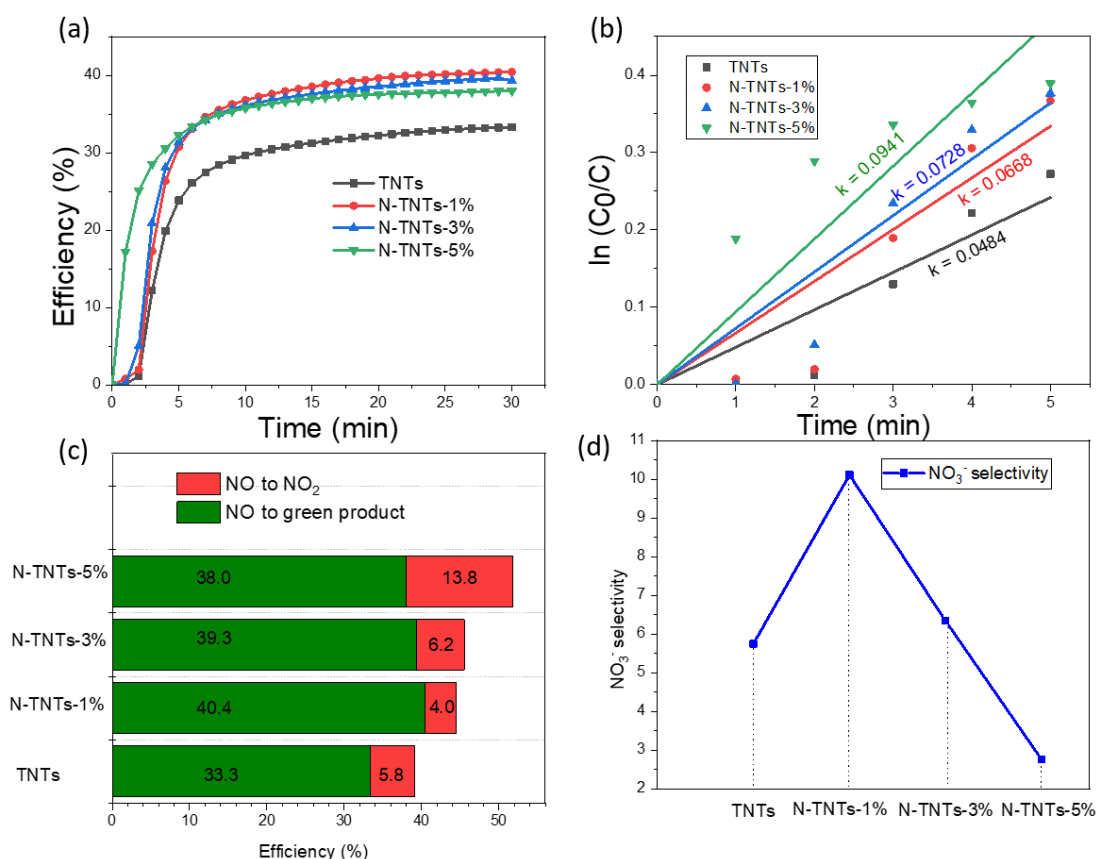 (a)
Efficiency (%)
40
30
20
10
0
TNTs
N-TNTs-1%
N-TNTs-3%
N-TNTs-5%
0 5 10 15 20 25 30
Time (min)
(b)
ln (C0/C)
0.4
0.3
0.2
0.1
0.0
TNTs
N-TNTs-1%
N-TNTs-3%
N-TNTs-5%
k = 0.0941
k = 0.0728
k = 0.0668
k = 0.0484
0 1 2 3 4 5
Time (min)
(c)
NO to NO2
NO to green product
N-TNTs-5%
38.0 13.8
N-TNTs-3%
39.3 6.2
N-TNTs-1%
40.4 4.0
TNTs
33.3 5.8
0 10 20 30 40 50
Efficiency (%)
(d)
NO3- selectivity
11
10
9
8
7
6
5
4
3
2
NO3- selectivity
TNTs N-TNTs-1% N-TNTs-3% N-TNTs-5%